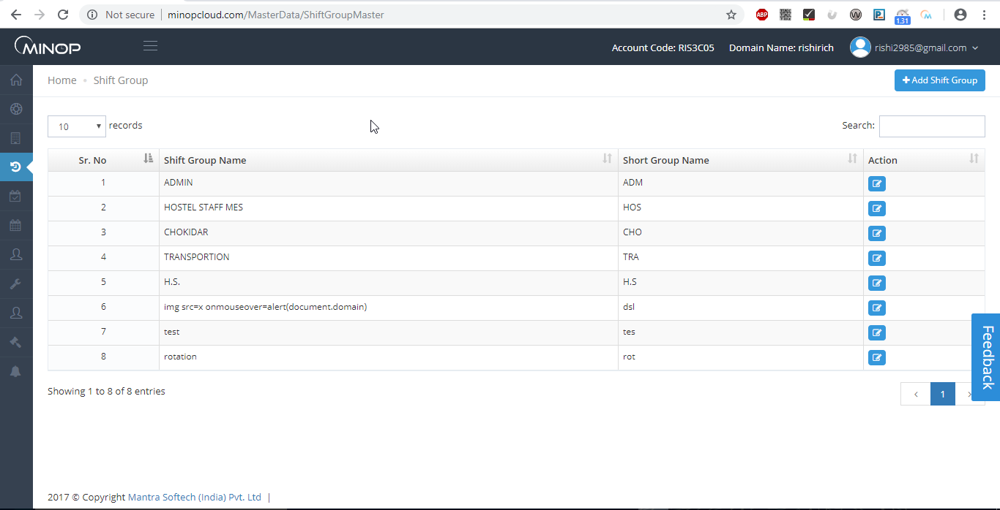 Not secure | minopcloud.com/MasterData/ShiftGroupMaster
ABP
1.31
MINOP
Account Code: RIS3C05 Domain Name: rishirich rishi2985@gmail.com
Home • Shift Group
+ Add Shift Group
10 records
Search:
Sr. No Shift Group Name Short Group Name Action
1 ADMIN ADM
2 HOSTEL STAFF MES HOS
3 CHOKIDAR CHO
4 TRANSPORTION TRA
5 H.S. H.S
6 img src=x onmouseover=alert(document.domain) dsl
7 test tes
8 rotation rot
Feedback
Showing 1 to 8 of 8 entries
‹ 1 ›
2017 © Copyright Mantra Softech (India) Pvt. Ltd |